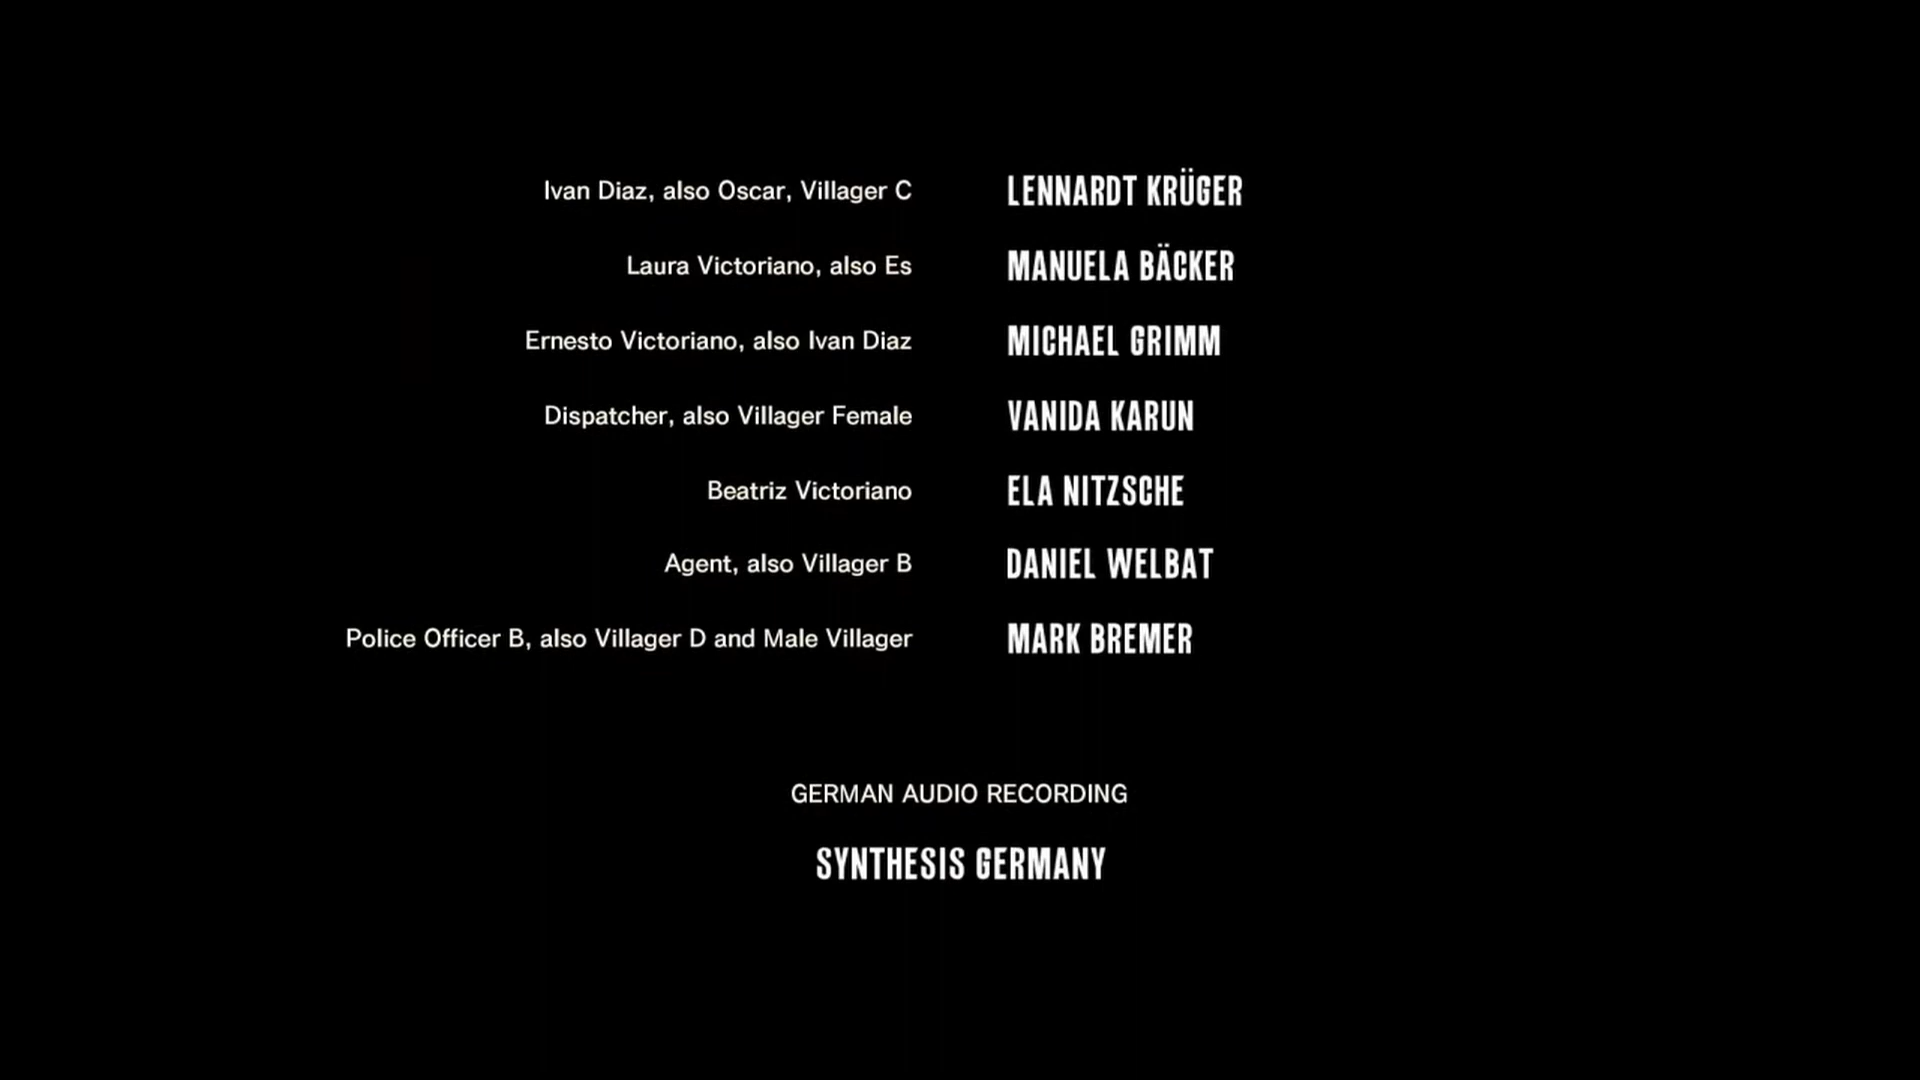 Ivan Diaz, also Oscar, Villager C LENNARDT KRÜGER
Laura Victoriano, also Es MANUELA BÄCKER
Ernesto Victoriano, also Ivan Diaz MICHAEL GRIMM
Dispatcher, also Villager Female VANIDA KARUN
Beatriz Victoriano ELA NITZSCHE
Agent, also Villager B DANIEL WELBAT
Police Officer B, also Villager D and Male Villager MARK BREMER
GERMAN AUDIO RECORDING
SYNTHESIS GERMANY